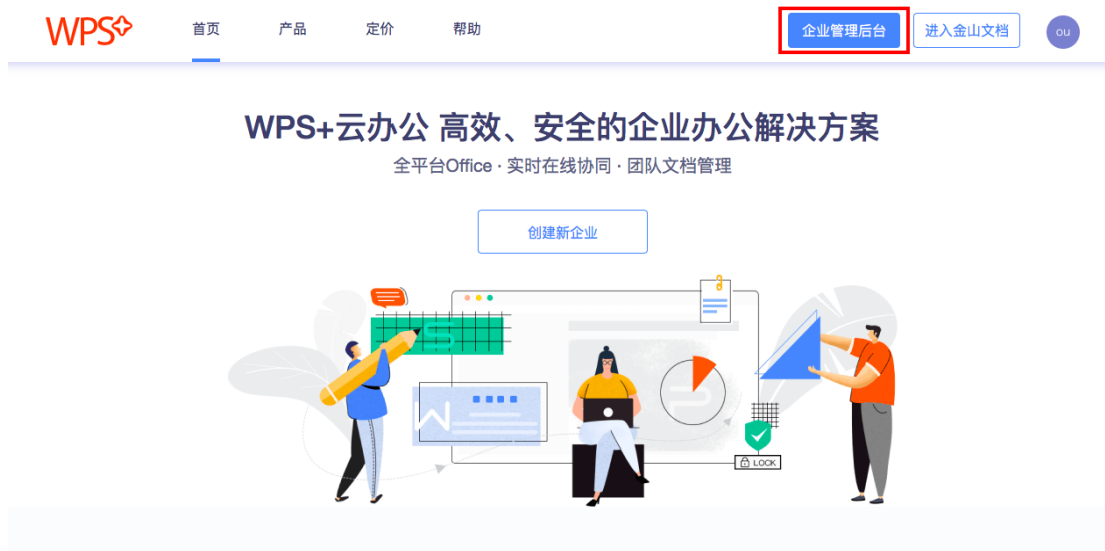 WPS+
首页 产品 定价 帮助 企业管理后台 进入金山文档 ou
WPS+云办公 高效、安全的企业办公解决方案
全平台Office · 实时在线协同 · 团队文档管理
创建新企业
S
W
P
LOCK